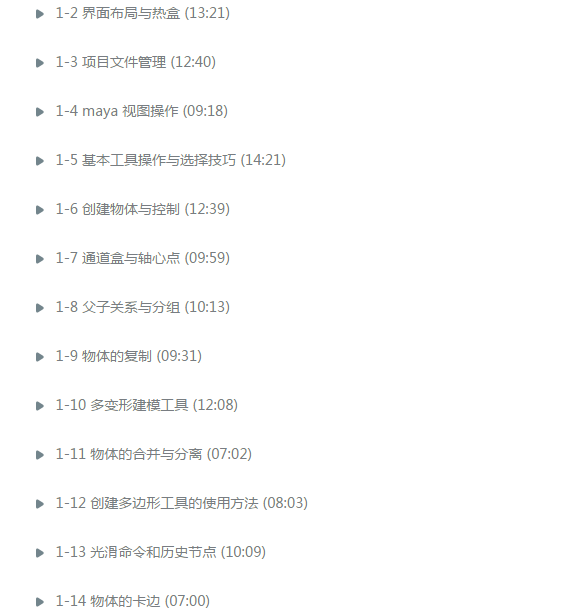 1-2 界面布局与热盒 (13:21)
1-3 项目文件管理 (12:40)
1-4 maya 视图操作 (09:18)
1-5 基本工具操作与选择技巧 (14:21)
1-6 创建物体与控制 (12:39)
1-7 通道盒与轴心点 (09:59)
1-8 父子关系与分组 (10:13)
1-9 物体的复制 (09:31)
1-10 多变形建模工具 (12:08)
1-11 物体的合并与分离 (07:02)
1-12 创建多边形工具的使用方法 (08:03)
1-13 光滑命令和历史节点 (10:09)
1-14 物体的卡边 (07:00)